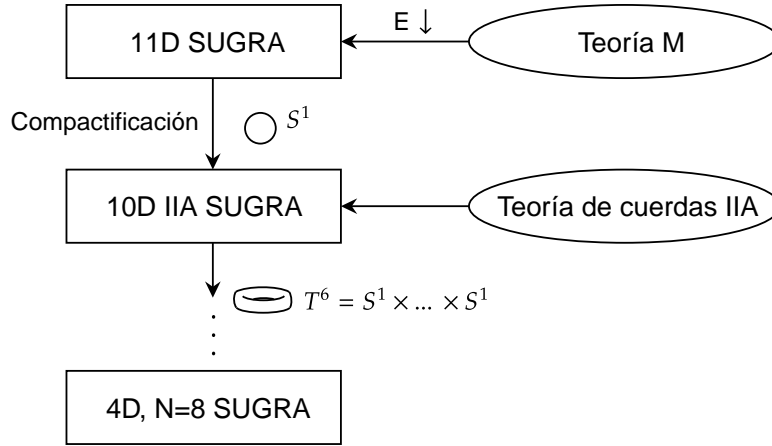 11D SUGRA
E ↓
Teoría M
Compactificación
S¹
10D IIA SUGRA
Teoría de cuerdas IIA
T⁶ = S¹ × ... × S¹
4D, N=8 SUGRA